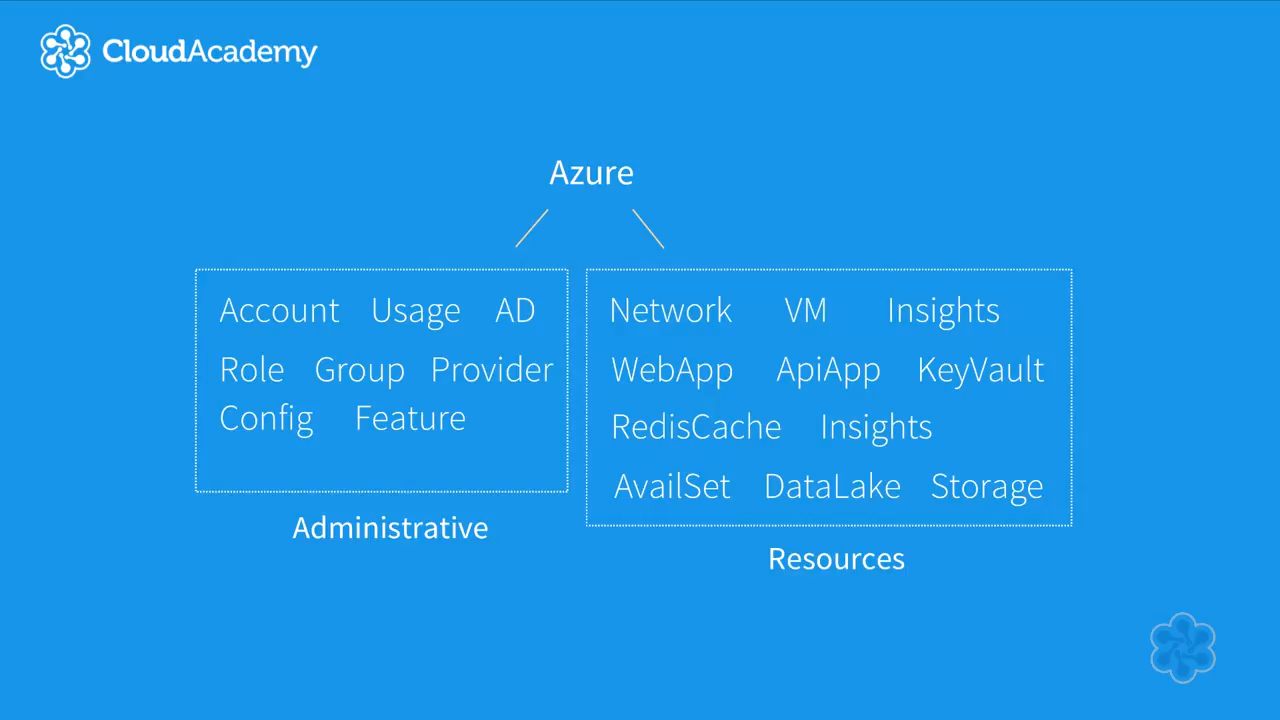 CloudAcademy
Azure
Account Usage AD
Role Group Provider
Config Feature
Administrative
Network VM Insights
WebApp ApiApp KeyVault
RedisCache Insights
AvailSet DataLake Storage
Resources